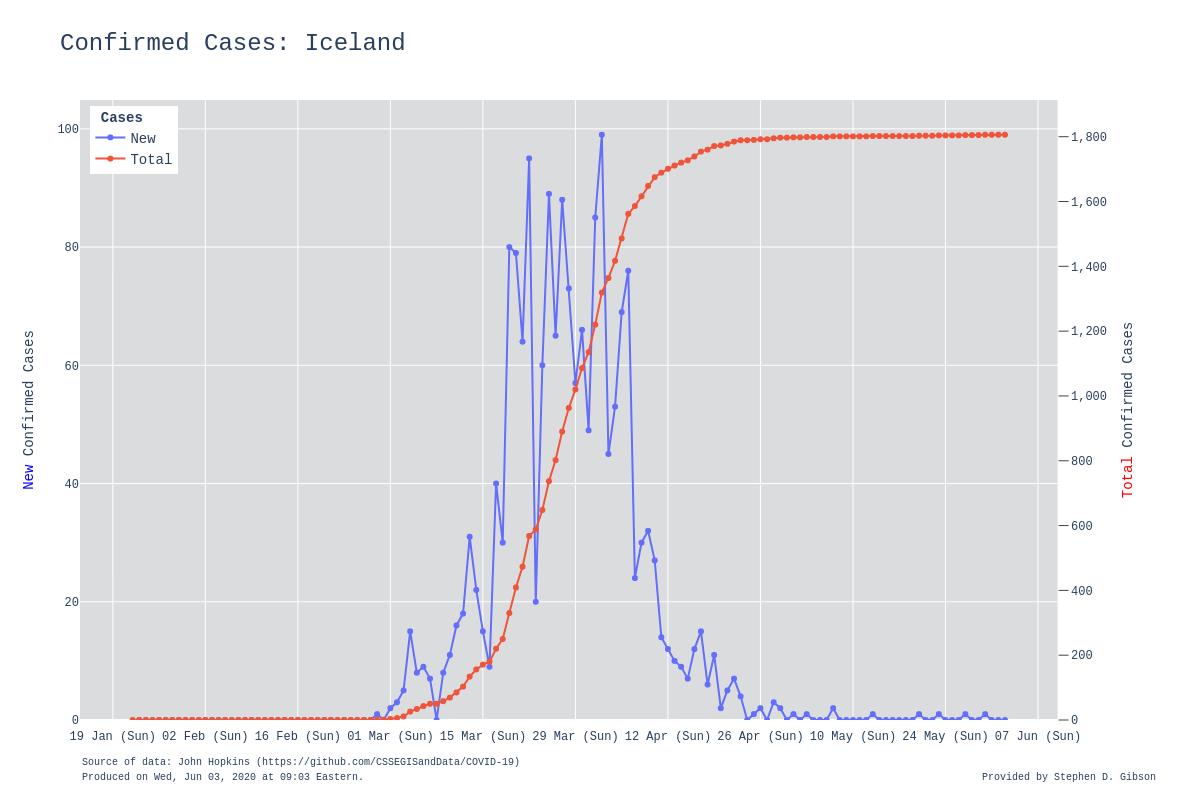 Confirmed Cases: Iceland
Cases
New
Total
100
80
60
40
20
0
New Confirmed Cases
1,800
1,600
1,400
1,200
1,000
800
600
400
200
0
Total Confirmed Cases
19 Jan (Sun) 02 Feb (Sun) 16 Feb (Sun) 01 Mar (Sun) 15 Mar (Sun) 29 Mar (Sun) 12 Apr (Sun) 26 Apr (Sun) 10 May (Sun) 24 May (Sun) 07 Jun (Sun)
Source of data: John Hopkins (https://github.com/CSSEGISandData/COVID-19)
Produced on Wed, Jun 03, 2020 at 09:03 Eastern.
Provided by Stephen D. Gibson